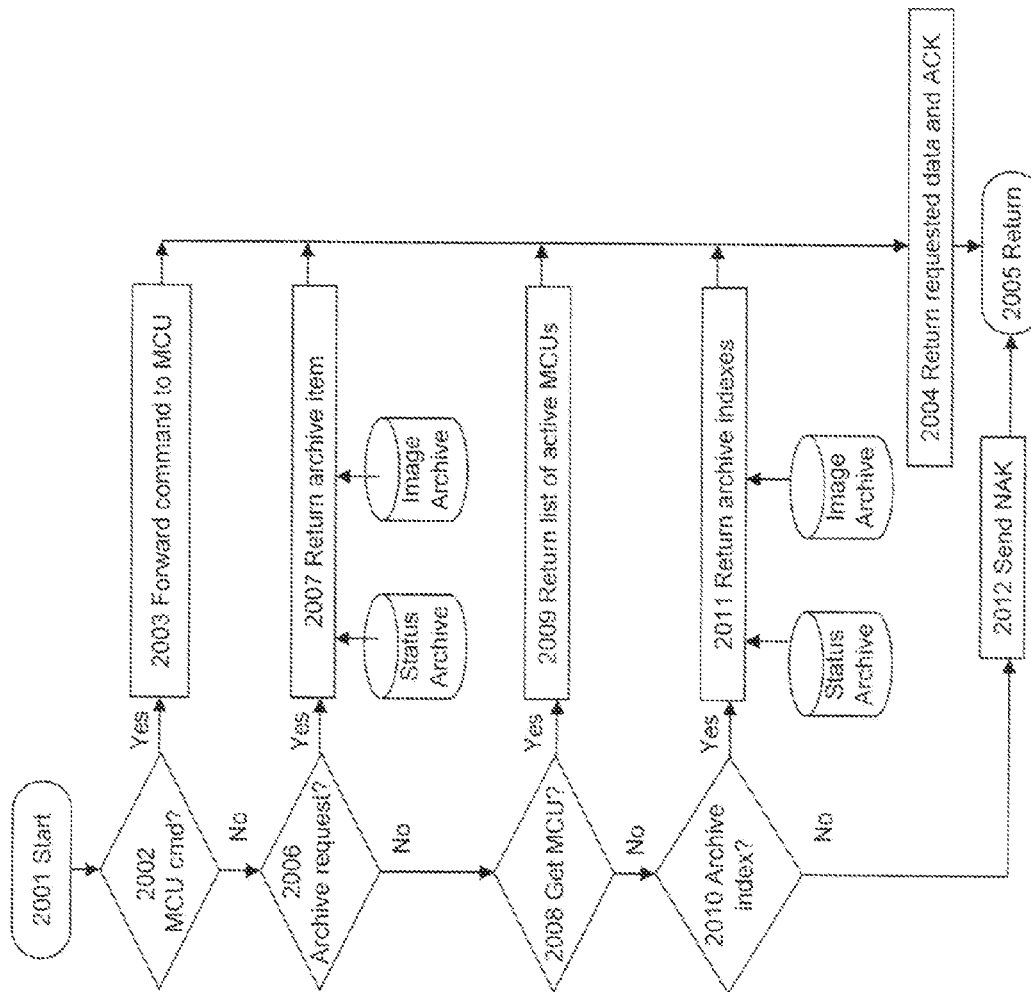 2001 Start
2002
MCU cmd?
Yes
2003 Forward command to MCU
No
2006
Archive request?
Yes
2007 Return archive item
Status
Archive
Image
Archive
No
2008 Get MCU?
Yes
2009 Return list of active MCUs
No
2010 Archive
index?
Yes
2011 Return archive indexes
Status
Archive
Image
Archive
No
2004 Return requested data and ACK
2012 Send NAK
2005 Return